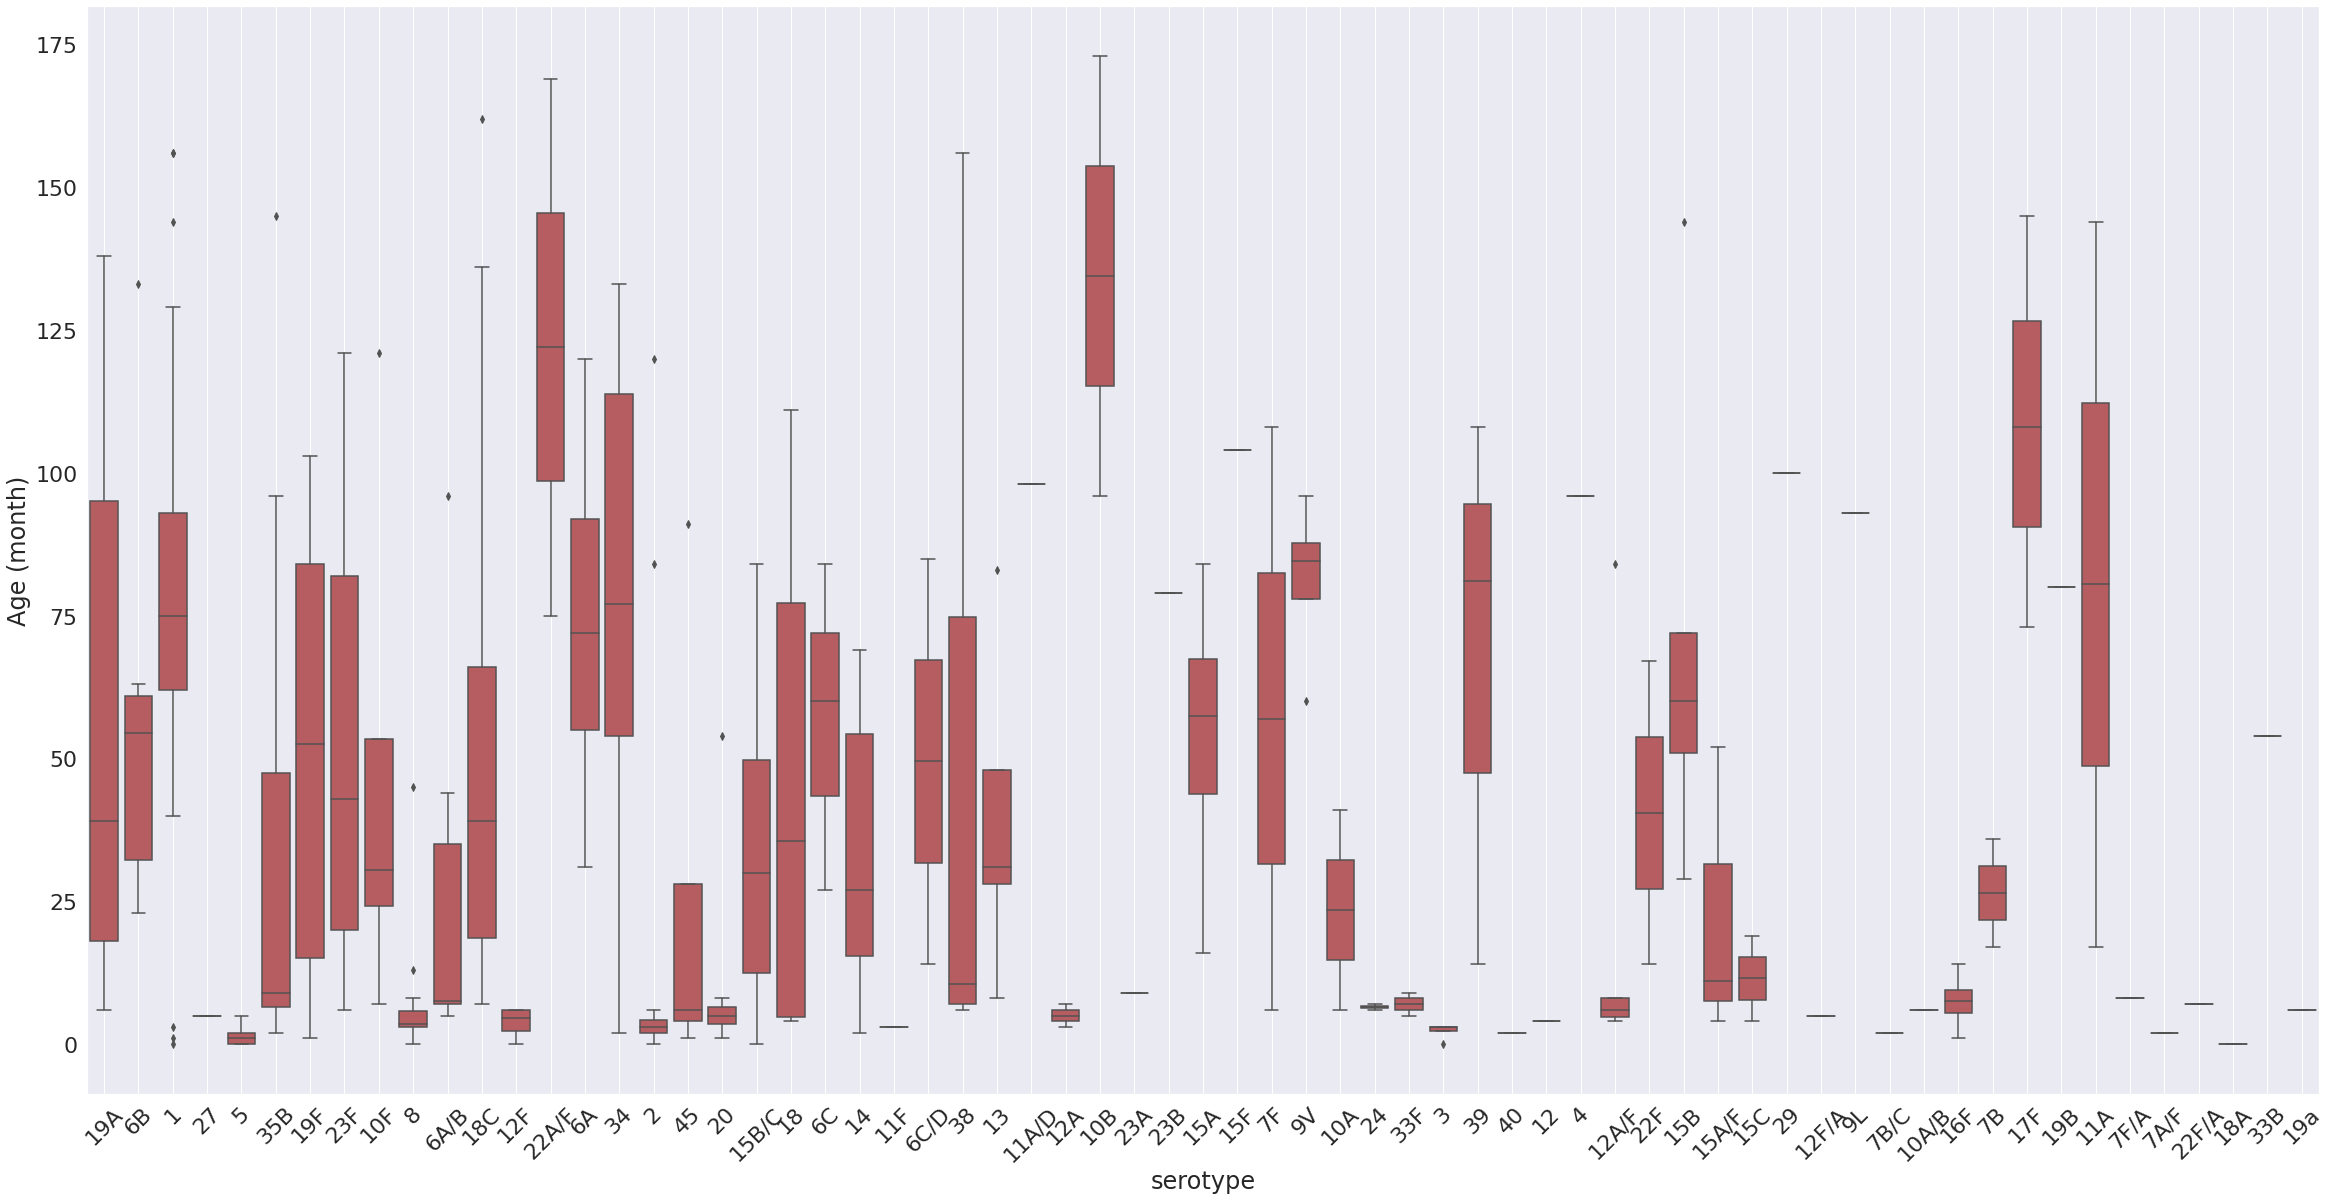 175
150
125
100
75
50
25
0
Age (month)
19A
6B
1
27
5
35B
19F
23F
10F
8
6A/B
18C
12F
22A/F
6A
34
2
45
20
15B/C
18
6C
14
11F
6C/D
38
13
11A/D
12A
10B
23A
23B
15A
15F
7F
9V
10A
24
33F
3
39
40
12
4
12A/F
22F
15B
15A/F
15C
29
12F/A
9L
7B/C
10A/B
16F
7B
17F
19B
11A
7F/A
7A/F
22F/A
18A
33B
19a
serotype